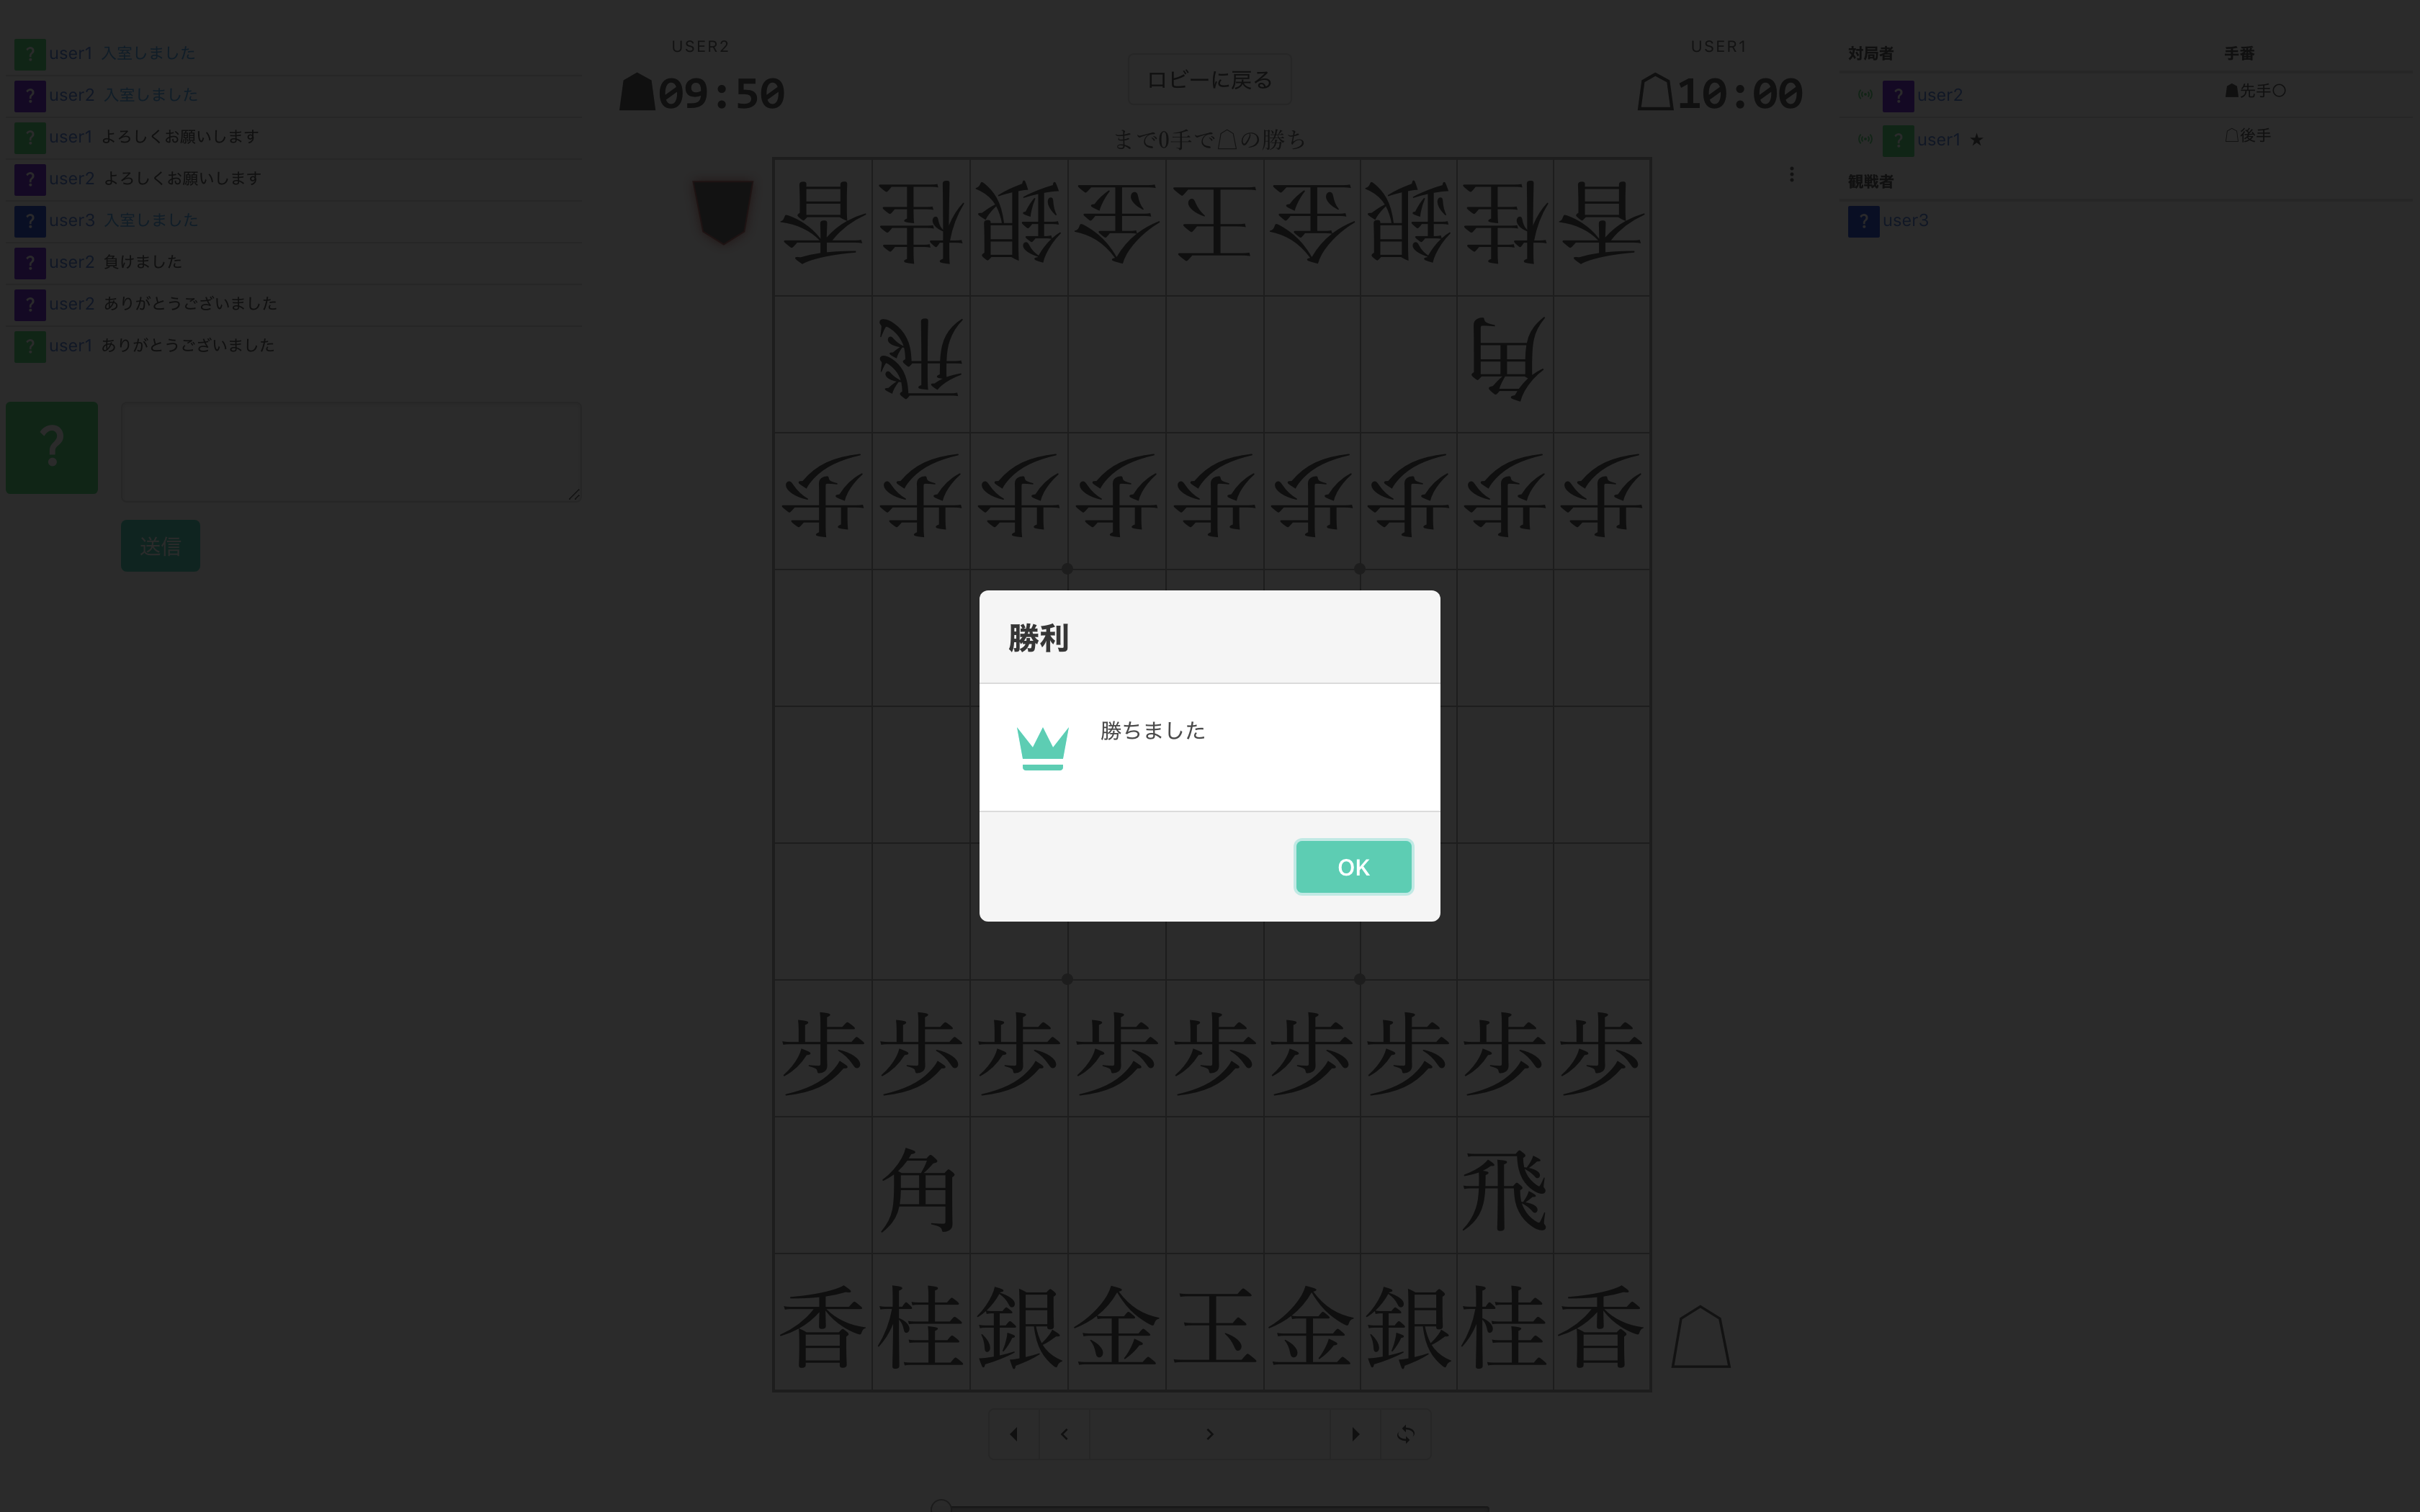 user1 入室しました
user2 入室しました
user1 よろしくお願いします
user2 よろしくお願いします
user3 入室しました
user2 負けました
user2 ありがとうございました
user1 ありがとうございました
?
送信
USER2
☗09:50
ロビーに戻る
USER1
☖10:00
まで0手で☖の勝ち
香桂銀金王金銀桂香
飛角
歩歩歩歩歩歩歩歩歩
勝利
勝ちました
OK
歩歩歩歩歩歩歩歩歩
角飛
香桂銀金王金銀桂香
対局者 手番
? user2 ☗先手○
? user1 ★ ☖後手
観戦者
? user3